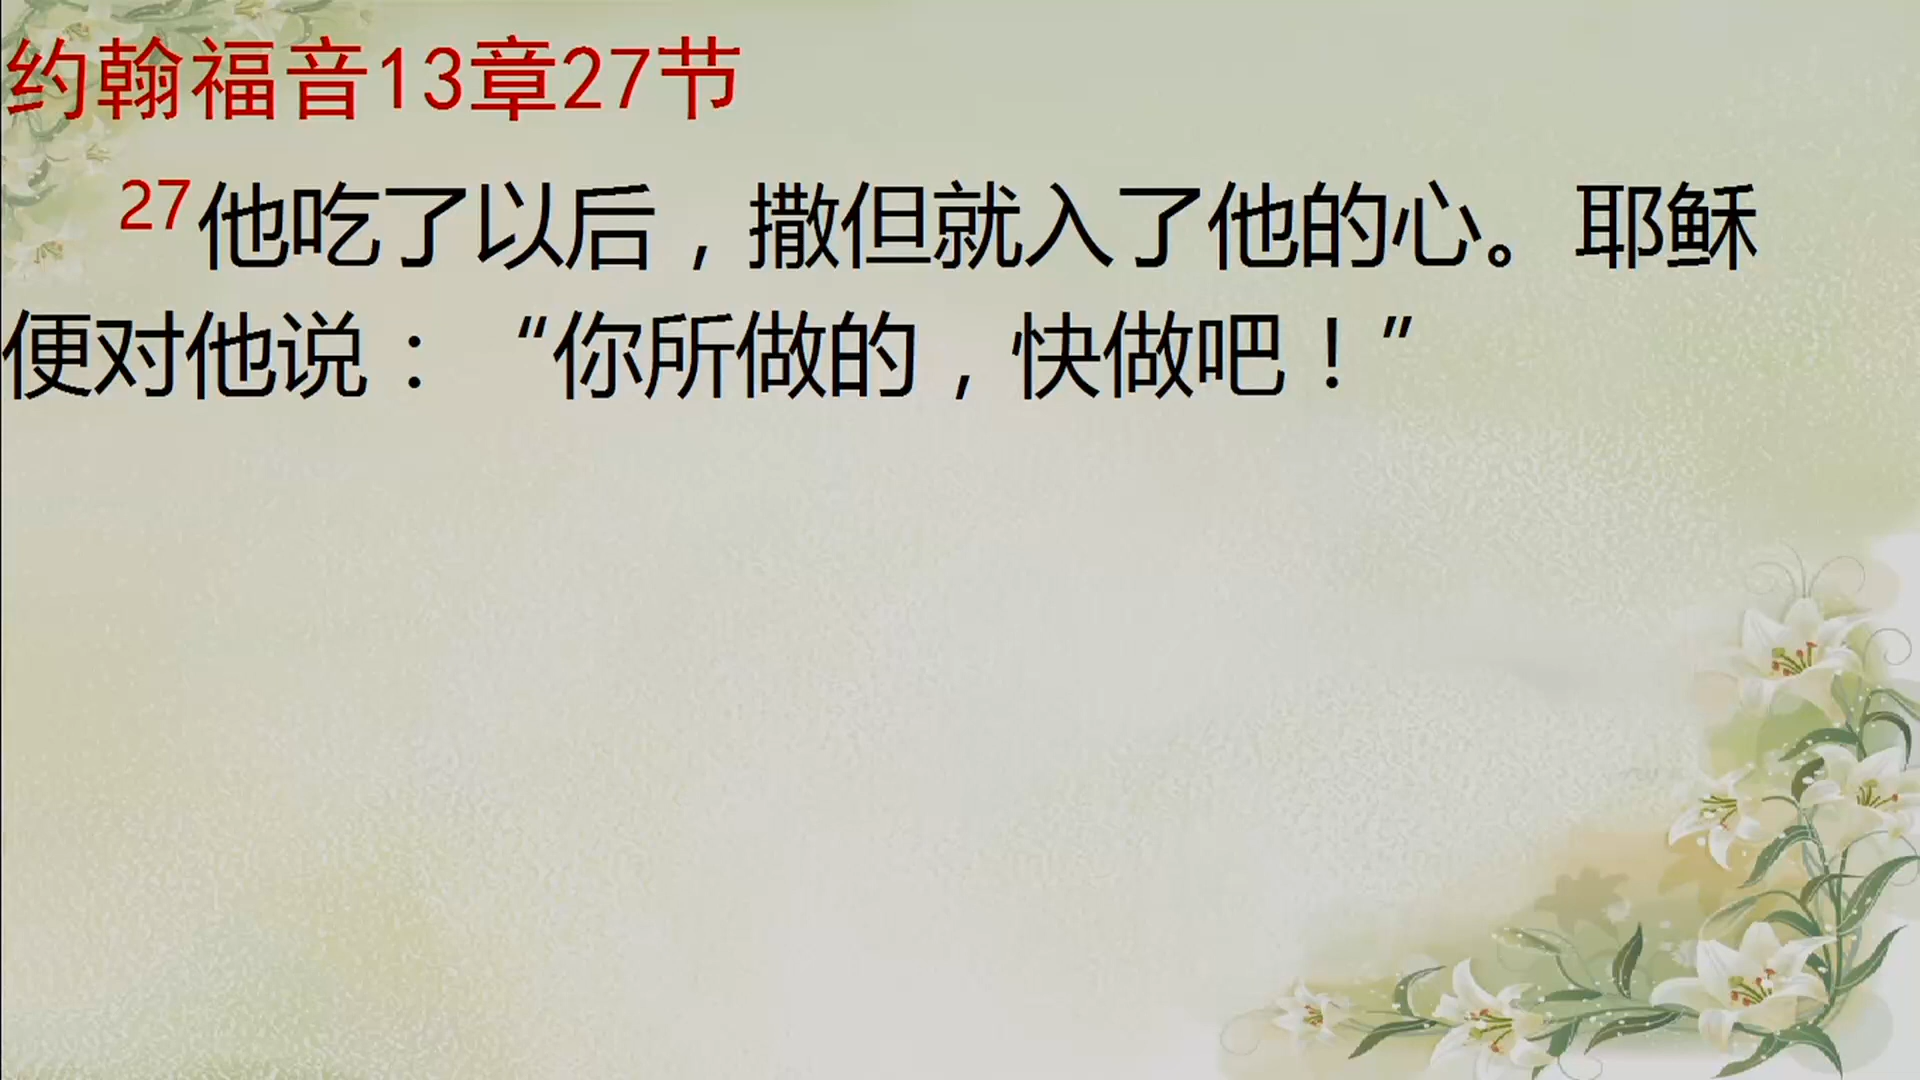 约翰福音13章27节
27他吃了以后，撒但就入了他的心。耶稣
便对他说：“你所做的，快做吧！”